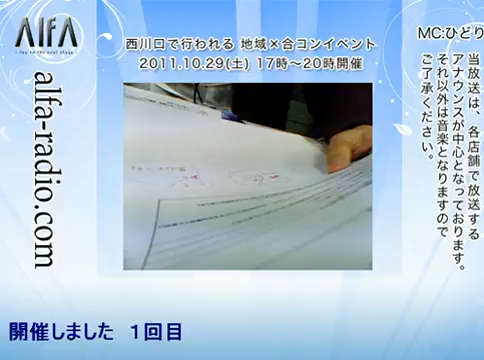 AlfA
西川口で行われる 地域×合コンイベント
2011.10.29(土) 17時～20時開催
MC:ひどり
当放送は、各店舗で放送する
アナウンスが中心となっております。
それ以外は音楽となりますので
ご了承ください。
alfa-radio.com
開催しました 1回目